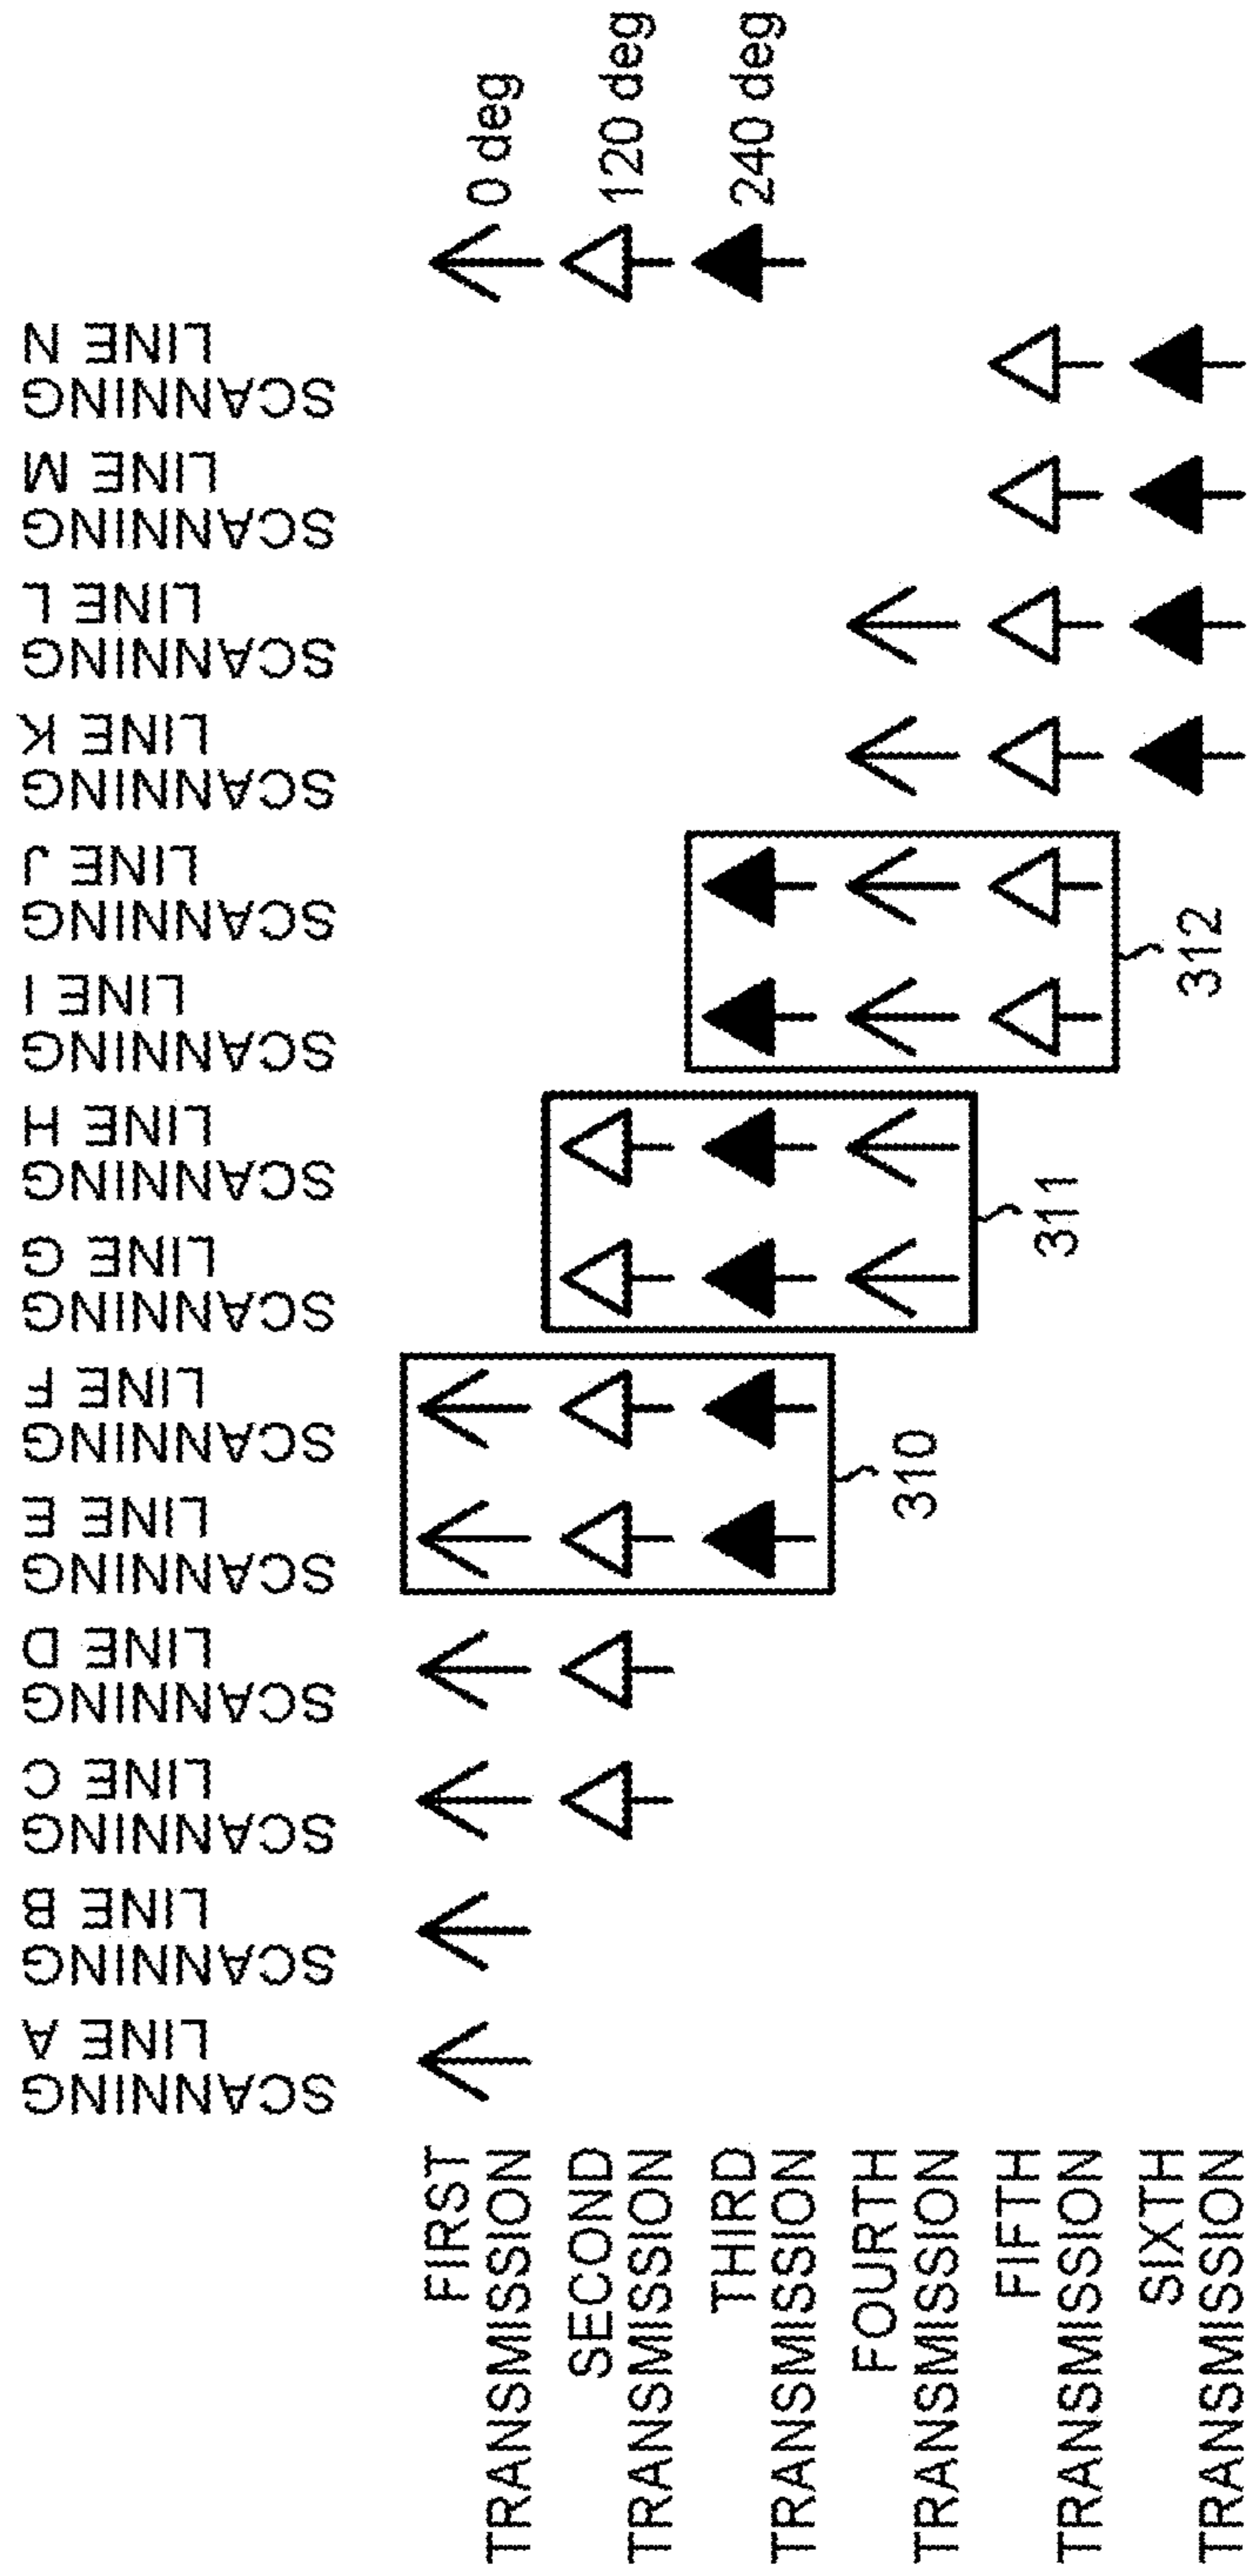 SCANNING
LINE A
SCANNING
LINE B
SCANNING
LINE C
SCANNING
LINE D
SCANNING
LINE E
SCANNING
LINE F
SCANNING
LINE G
SCANNING
LINE H
SCANNING
LINE I
SCANNING
LINE J
SCANNING
LINE K
SCANNING
LINE L
SCANNING
LINE M
SCANNING
LINE N
FIRST
TRANSMISSION
SECOND
TRANSMISSION
THIRD
TRANSMISSION
FOURTH
TRANSMISSION
FIFTH
TRANSMISSION
SIXTH
TRANSMISSION
310
311
312
0 deg
120 deg
240 deg